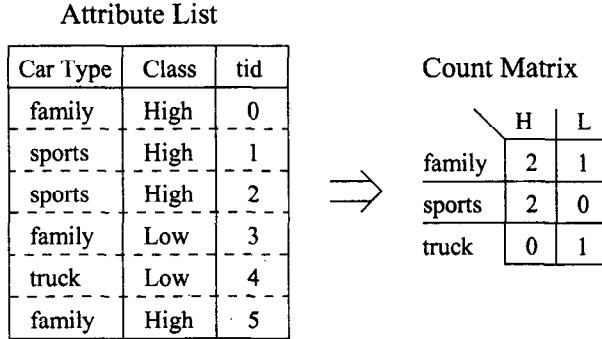 Attribute List
Car Type Class tid
family High 0
sports High 1
sports High 2
family Low 3
truck Low 4
family High 5
Count Matrix
H L
family 2 1
sports 2 0
truck 0 1